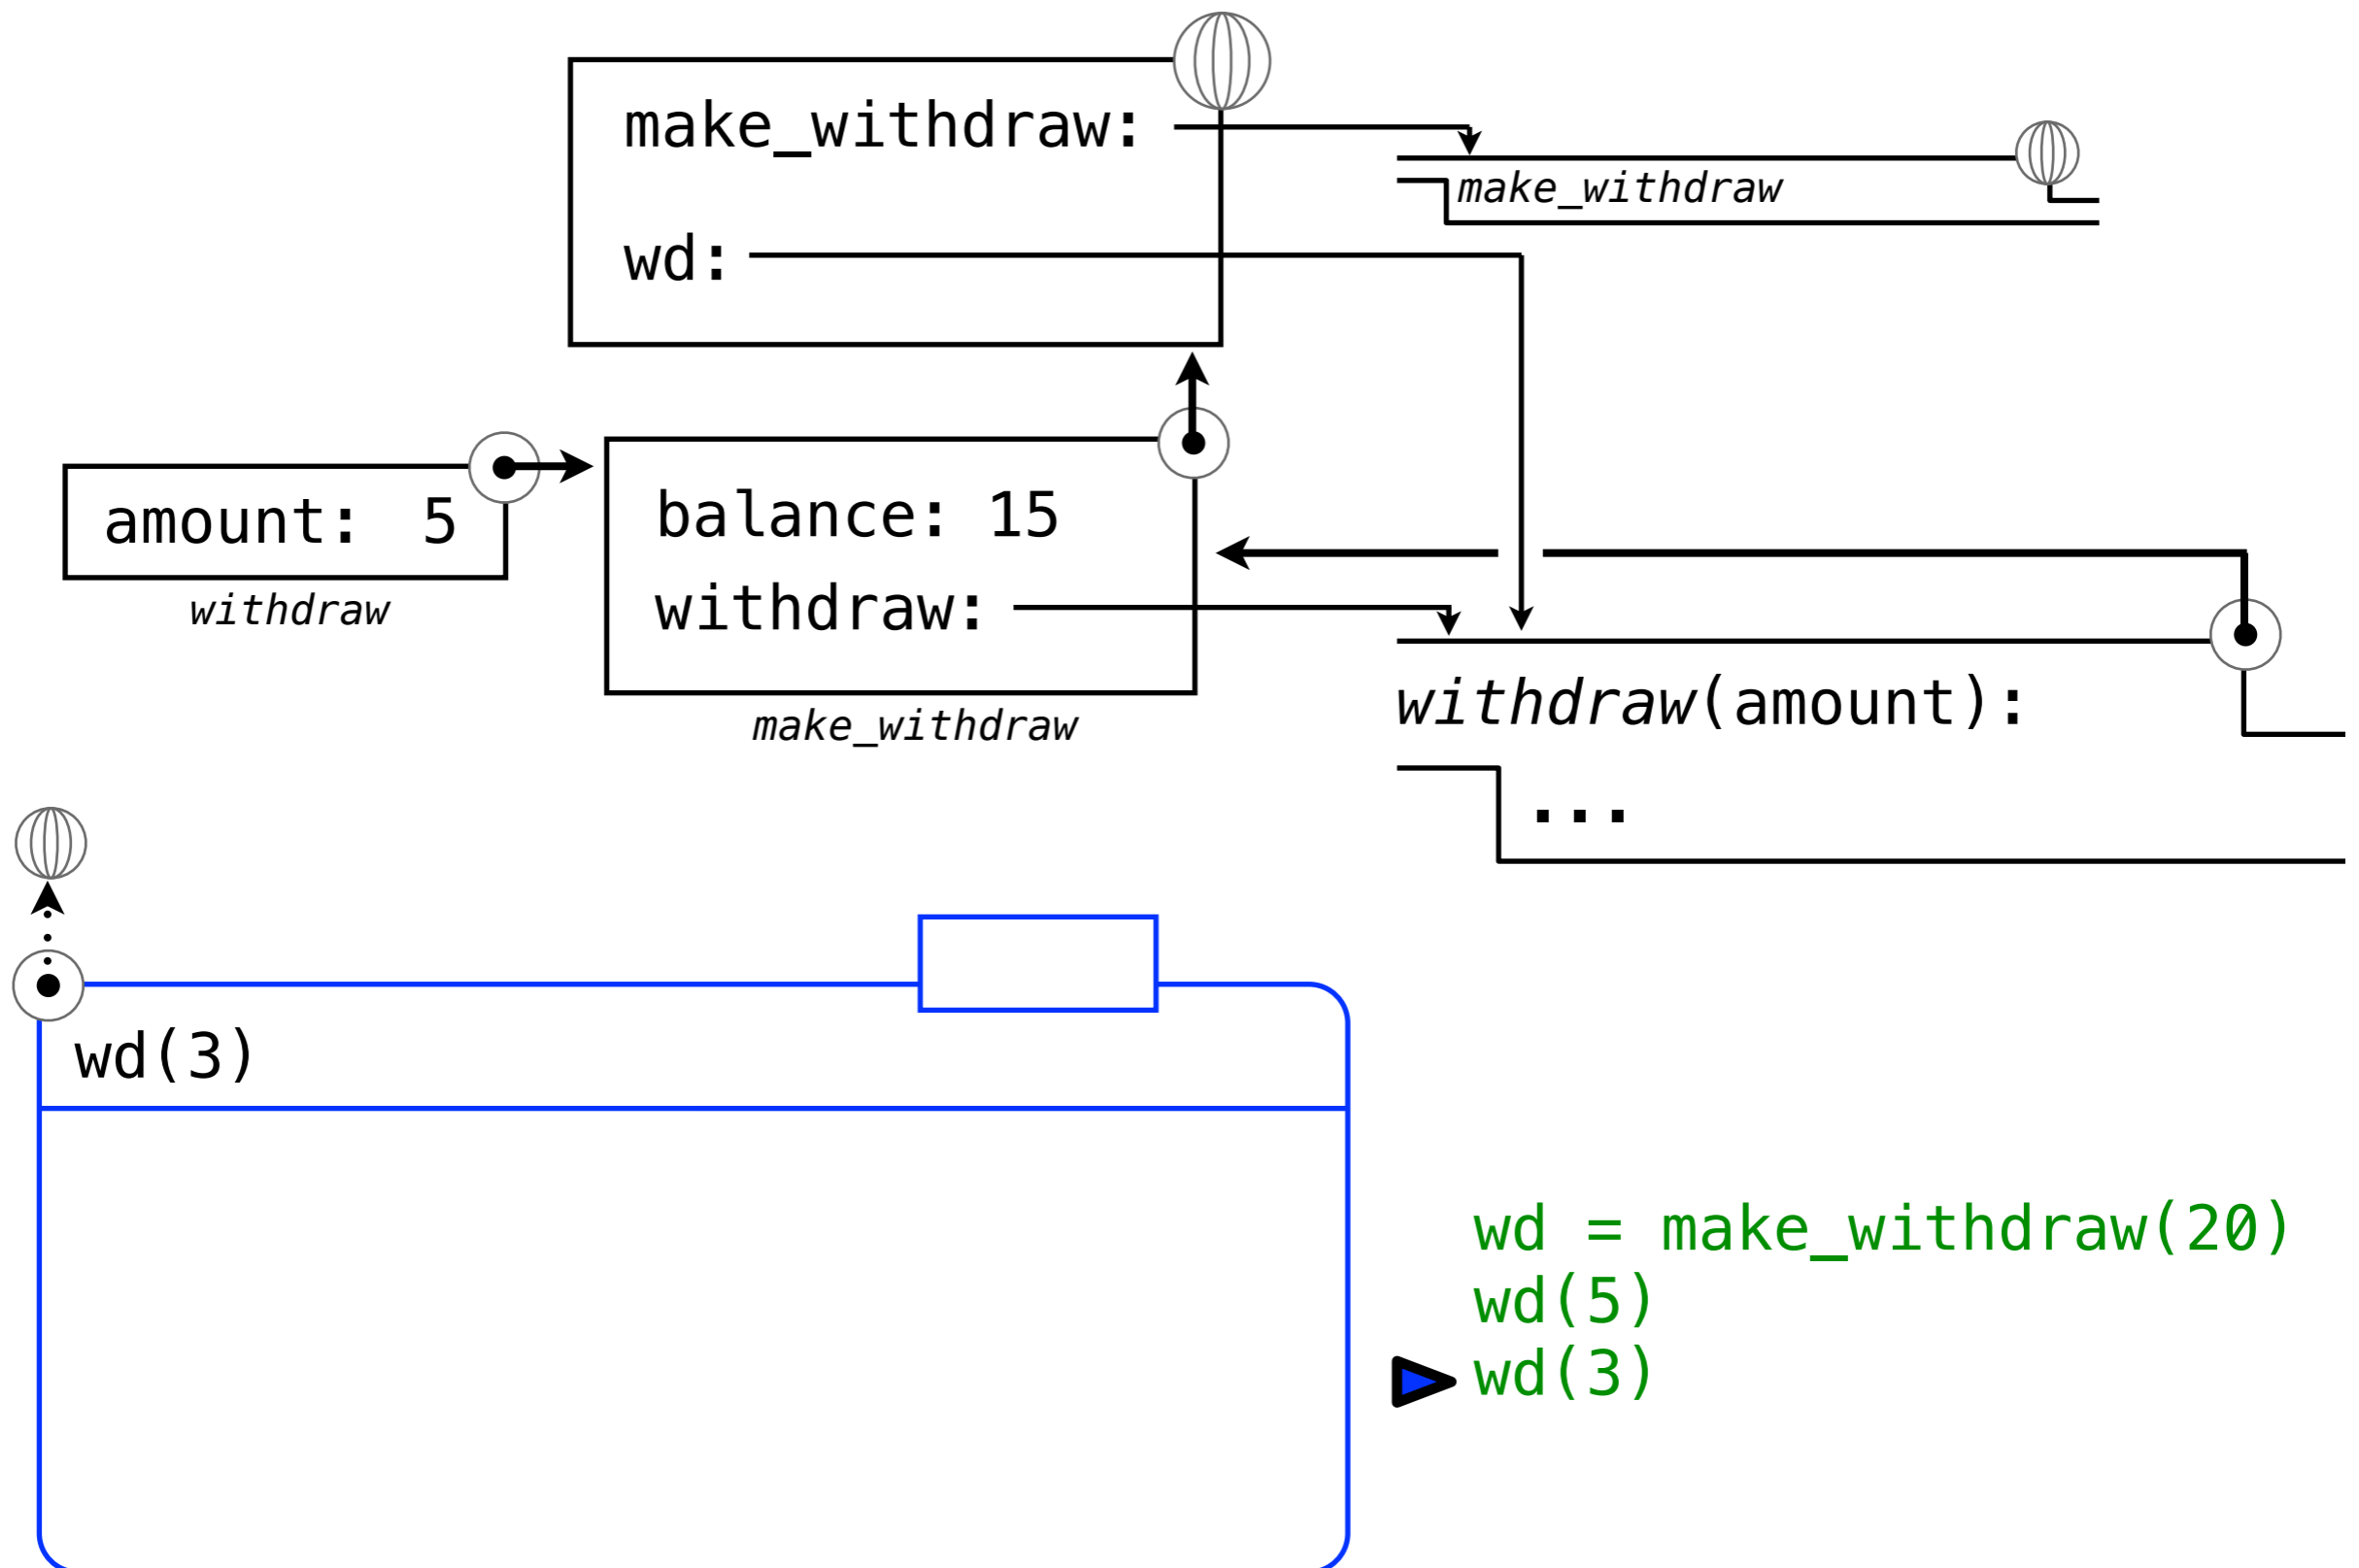 make_withdraw:
make_withdraw
wd:
amount: 5
withdraw
balance: 15
withdraw:
make_withdraw
withdraw(amount):
...
wd(3)
wd = make_withdraw(20)
wd(5)
wd(3)